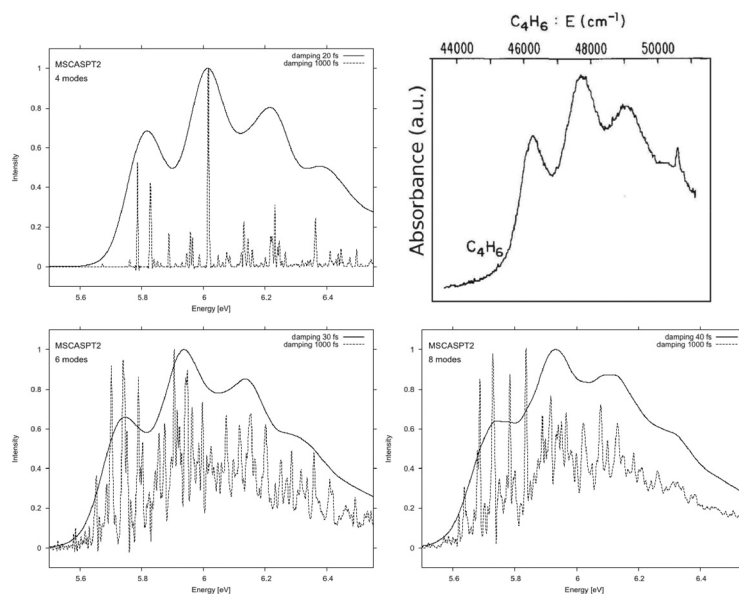 damping 20 fs
damping 1000 fs
MSCASPT2
4 modes
1
0.8
0.6
0.4
0.2
0
Intensity
5.6 5.8 6 6.2 6.4
Energy [eV]
C₄H₆ : E (cm⁻¹)
44000 46000 48000 50000
Absorbance (a.u.)
C₄H₆
damping 30 fs
damping 1000 fs
MSCASPT2
6 modes
1
0.8
0.6
0.4
0.2
0
Intensity
5.6 5.8 6 6.2 6.4
Energy [eV]
damping 40 fs
damping 1000 fs
MSCASPT2
8 modes
1
0.8
0.6
0.4
0.2
0
Intensity
5.6 5.8 6 6.2 6.4
Energy [eV]